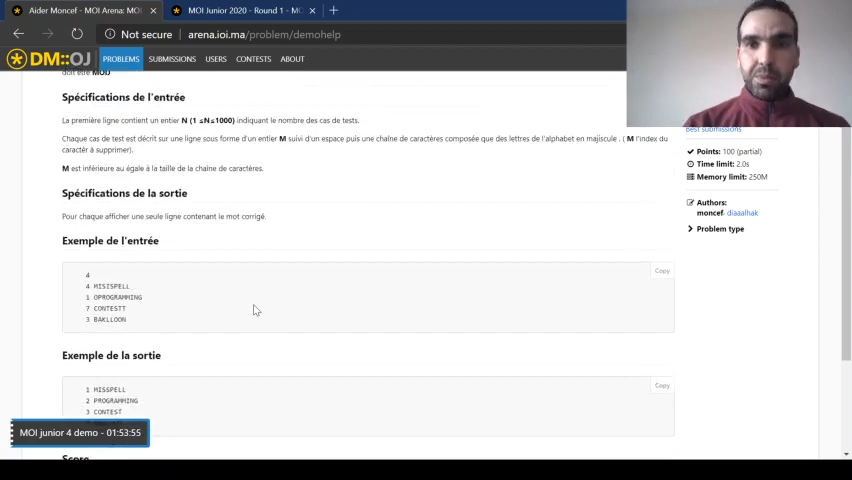 Aider Moncef - MOI Arena: MOI
MOI Junior 2020 - Round 1 - MO
Not secure
arena.ioi.ma/problem/demohelp
DM::OJ
PROBLEMS
SUBMISSIONS
USERS
CONTESTS
ABOUT
doit être MOIJ
Spécifications de l'entrée
La première ligne contient un entier N (1 ≤N≤1000) indiquant le nombre des cas de tests.
Chaque cas de test est décrit sur une ligne sous forme d'un entier M suivi d'un espace puis une chaîne de caractères composée que des lettres de l'alphabet en majiscule . ( M l'index du
caractér à supprimer).
M est inférieure au égale à la taille de la chaine de caractères.
Spécifications de la sortie
Pour chaque afficher une seule ligne contenant le mot corrigé.
Exemple de l'entrée
Copy
4
4 MISISPELL
1 OPROGRAMMING
7 CONTESTT
3 BAKLLOON
Exemple de la sortie
Copy
1 MISSPELL
2 PROGRAMMING
3 CONTEST
MOI junior 4 demo - 01:53:55
Score
Best submissions
Points: 100 (partial)
Time limit: 2.0s
Memory limit: 250M
Authors:
moncef, diaaalhak
Problem type